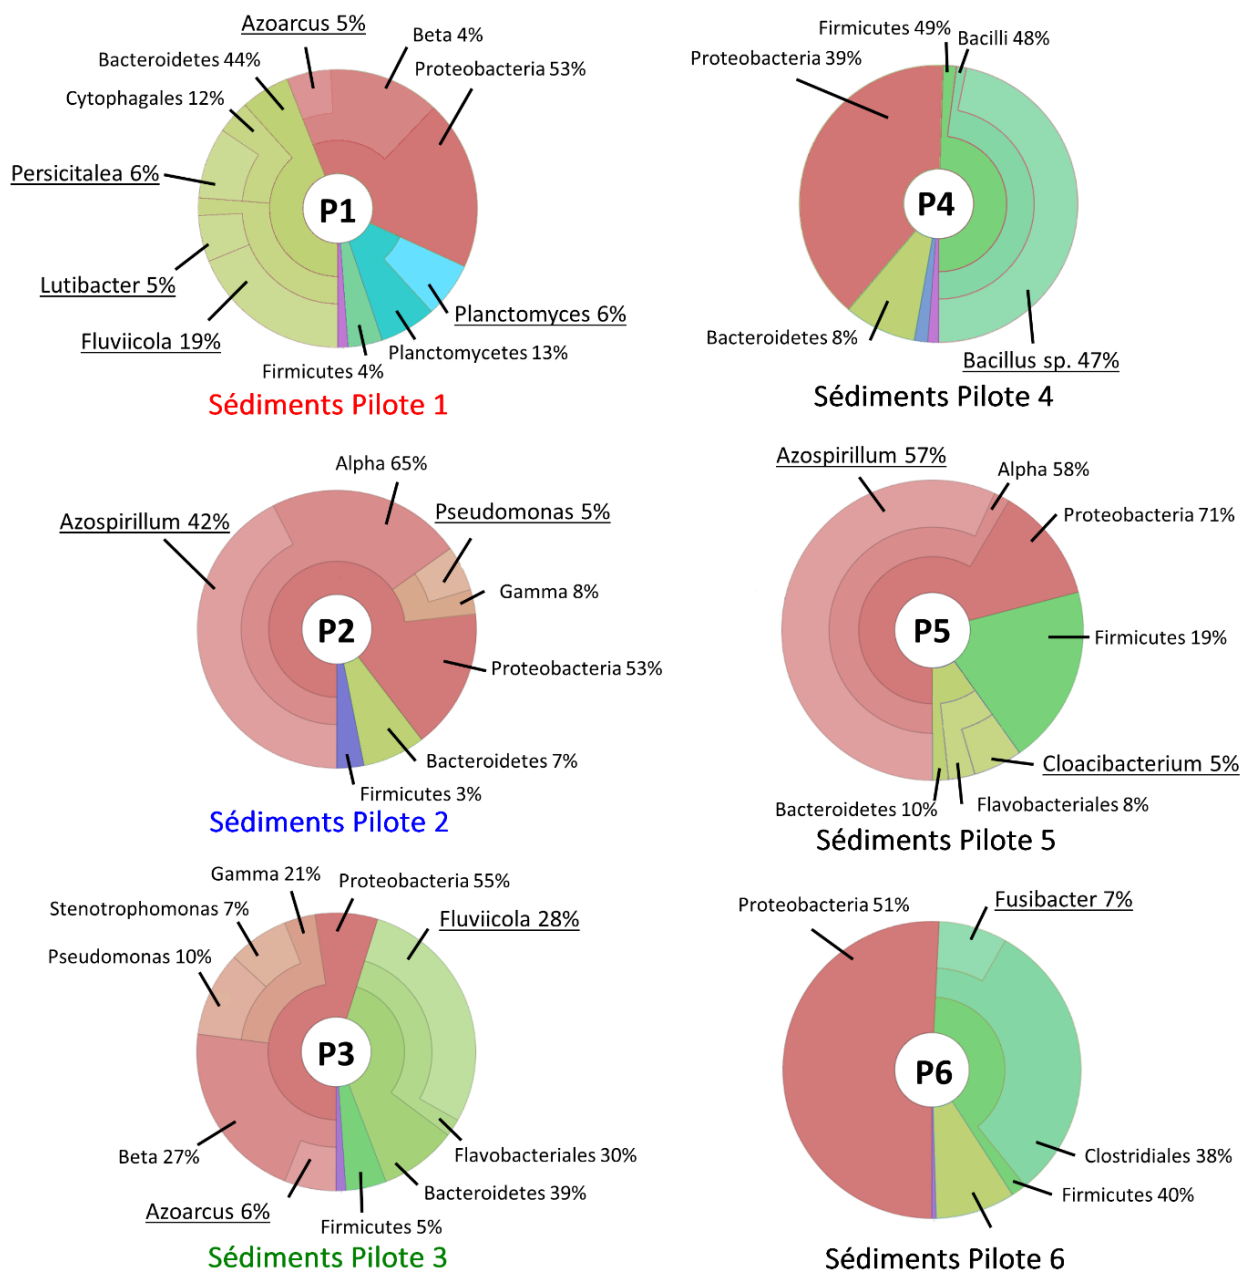 Azoarcus 5%
Beta 4%
Bacteroidetes 44%
Proteobacteria 53%
Cytophagales 12%
Persicitalea 6%
P1
Lutibacter 5%
Planctomyces 6%
Fluviicola 19%
Planctomycetes 13%
Firmicutes 4%
Sédiments Pilote 1
Firmicutes 49%
Bacilli 48%
Proteobacteria 39%
P4
Bacteroidetes 8%
Bacillus sp. 47%
Sédiments Pilote 4
Alpha 65%
Pseudomonas 5%
Azospirillum 42%
Gamma 8%
P2
Proteobacteria 53%
Bacteroidetes 7%
Firmicutes 3%
Sédiments Pilote 2
Azospirillum 57%
Alpha 58%
Proteobacteria 71%
P5
Firmicutes 19%
Cloacibacterium 5%
Bacteroidetes 10%
Flavobacteriales 8%
Sédiments Pilote 5
Gamma 21%
Proteobacteria 55%
Stenotrophomonas 7%
Fluviicola 28%
Pseudomonas 10%
P3
Beta 27%
Flavobacteriales 30%
Bacteroidetes 39%
Azoarcus 6%
Firmicutes 5%
Sédiments Pilote 3
Proteobacteria 51%
Fusibacter 7%
P6
Clostridiales 38%
Firmicutes 40%
Sédiments Pilote 6